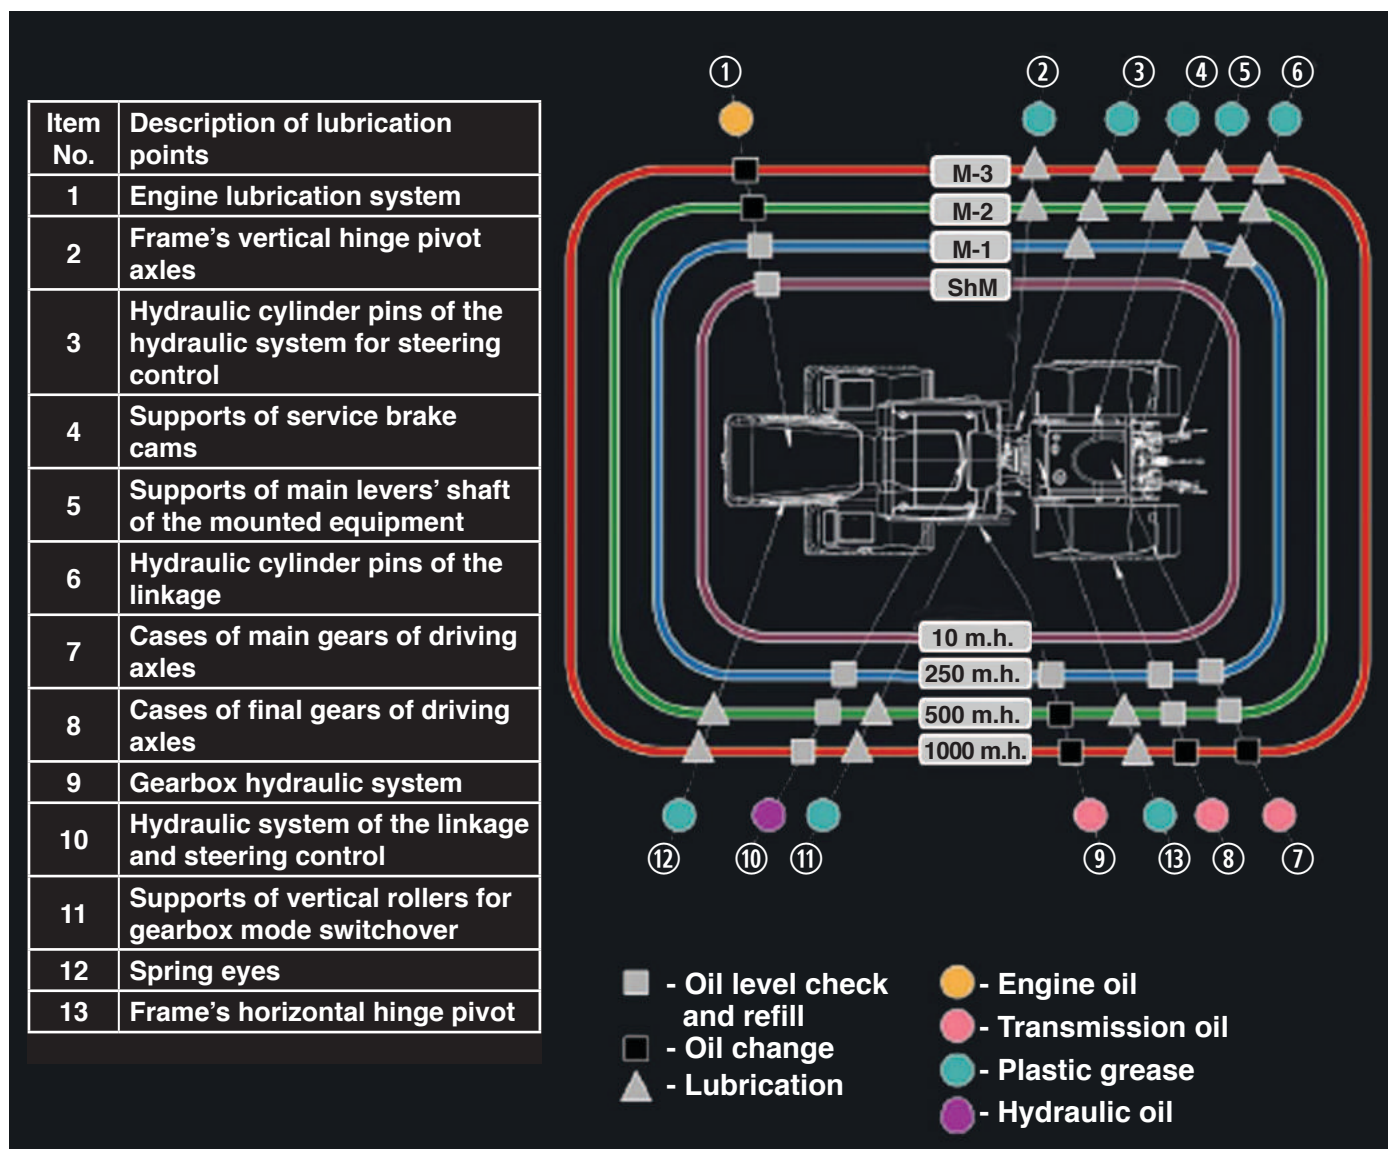 Item
No.
Description of lubrication
points
1
Engine lubrication system
2
Frame's vertical hinge pivot
axles
3
Hydraulic cylinder pins of the
hydraulic system for steering
control
4
Supports of service brake
cams
5
Supports of main levers' shaft
of the mounted equipment
6
Hydraulic cylinder pins of the
linkage
7
Cases of main gears of driving
axles
8
Cases of final gears of driving
axles
9
Gearbox hydraulic system
10
Hydraulic system of the linkage
and steering control
11
Supports of vertical rollers for
gearbox mode switchover
12
Spring eyes
13
Frame's horizontal hinge pivot
① ② ③ ④ ⑤ ⑥
M-3
M-2
M-1
ShM
10 m.h.
250 m.h.
500 m.h.
1000 m.h.
⑫ ⑩ ⑪ ⑨ ⑬ ⑧ ⑦
- Oil level check
and refill
- Oil change
- Lubrication
- Engine oil
- Transmission oil
- Plastic grease
- Hydraulic oil